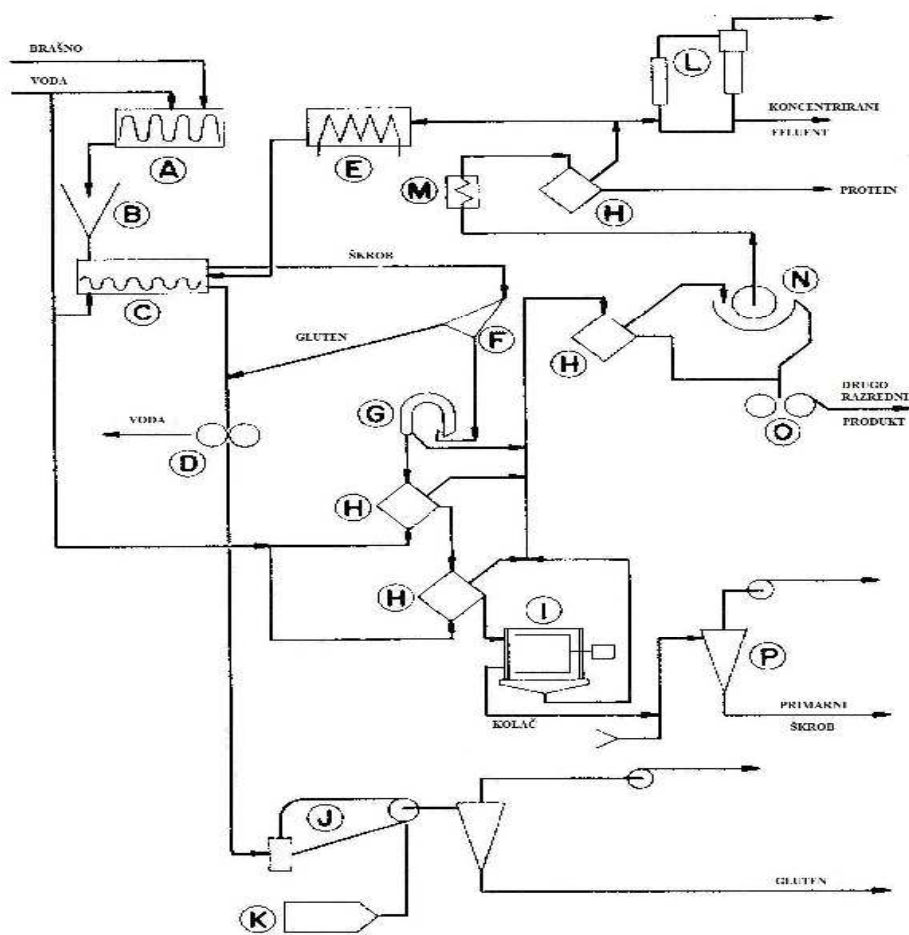 BRAŠNO
VODA
A
B
C
E
L
KONCENTRIRANI
EFLUENT
M
H
PROTEIN
ŠKROB
F
GLUTEN
N
H
G
VODA
D
O
DRUGO
RAZREDNI
PRODUKT
H
H
I
P
KOLAČ
PRIMARNI
ŠKROB
J
K
GLUTEN